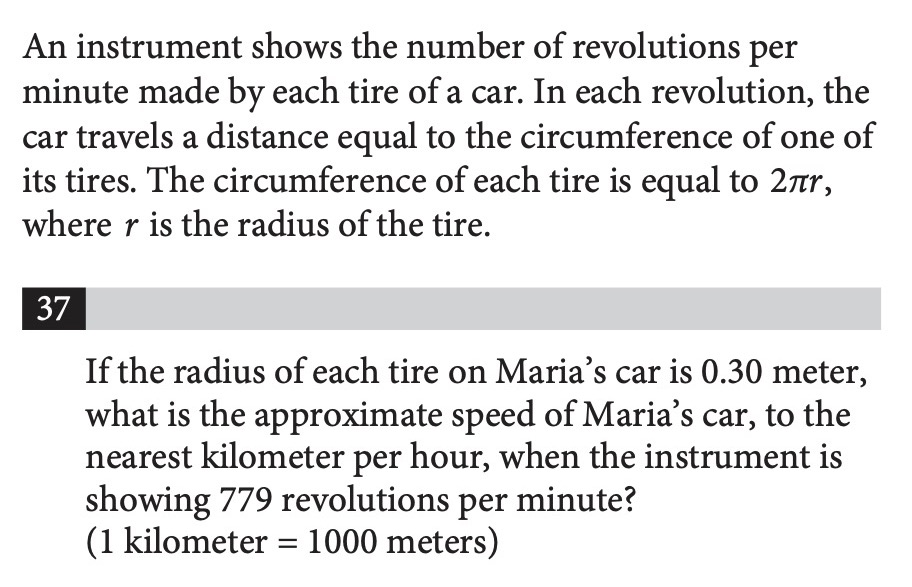 An instrument shows the number of revolutions per
minute made by each tire of a car. In each revolution, the
car travels a distance equal to the circumference of one of
its tires. The circumference of each tire is equal to 2πr,
where r is the radius of the tire.
37
If the radius of each tire on Maria’s car is 0.30 meter,
what is the approximate speed of Maria’s car, to the
nearest kilometer per hour, when the instrument is
showing 779 revolutions per minute?
(1 kilometer = 1000 meters)